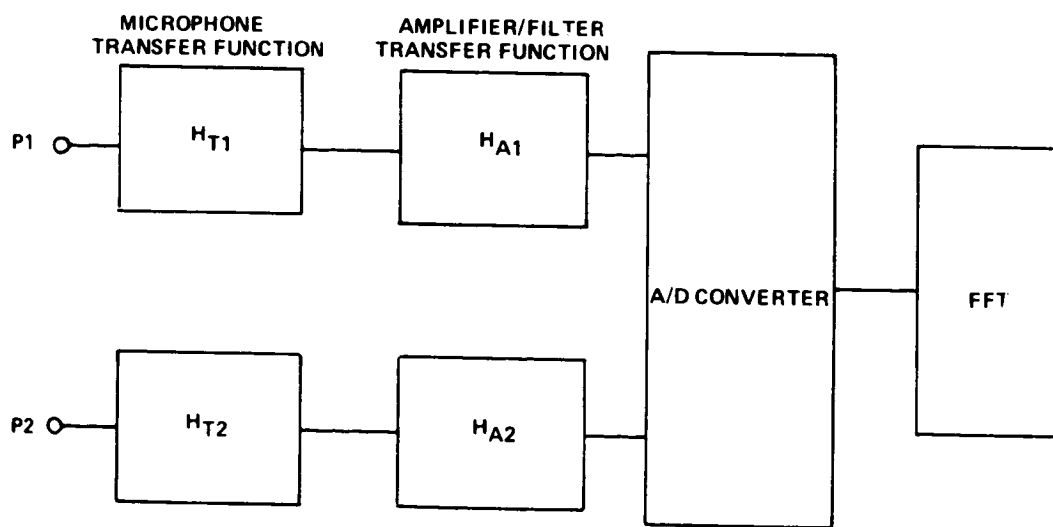 MICROPHONE
TRANSFER FUNCTION
AMPLIFIER/FILTER
TRANSFER FUNCTION
P1
HT1
HA1
A/D CONVERTER
FFT
P2
HT2
HA2